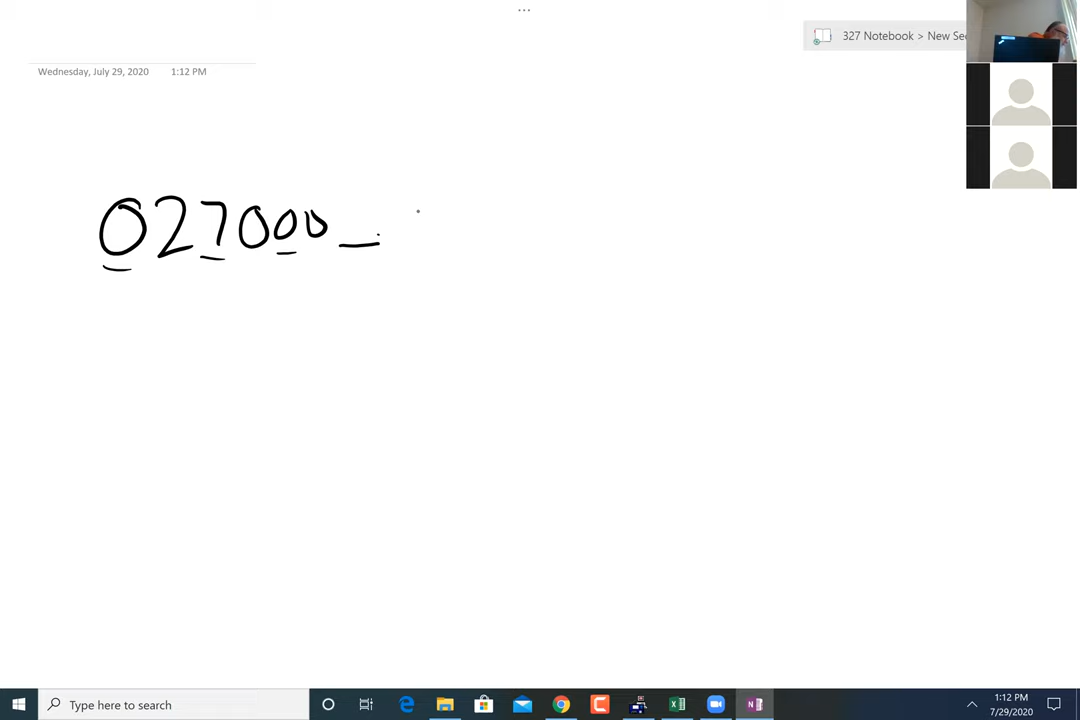 ...
327 Notebook > New Sec
Wednesday, July 29, 2020 1:12 PM
027000_
Type here to search
1:12 PM
7/29/2020